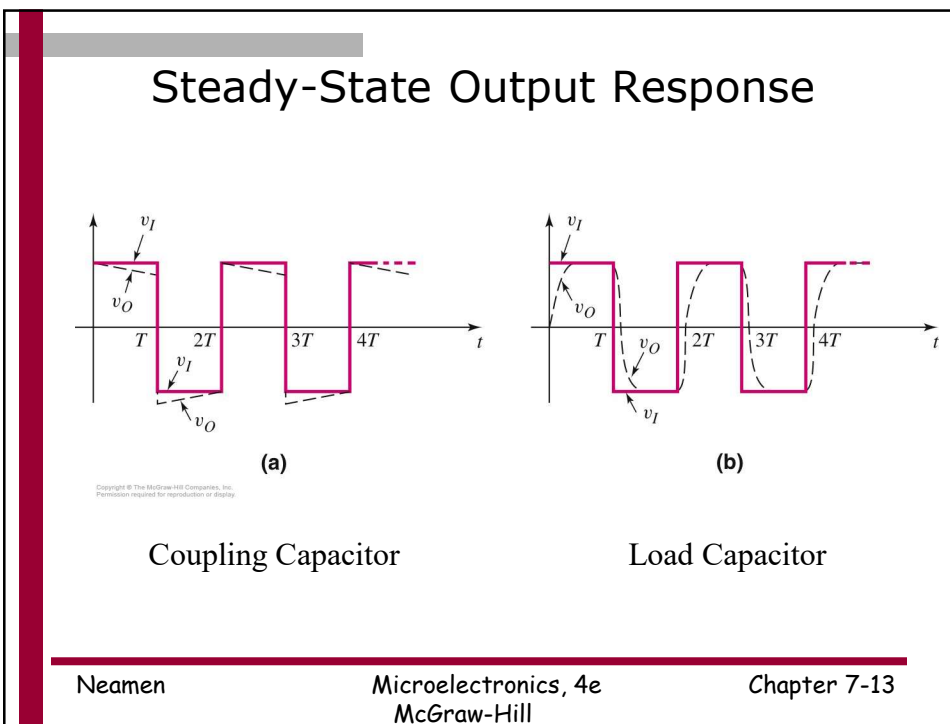 Steady-State Output Response
v_I
v_O
T
2T
3T
4T
t
v_I
v_O
(a)
v_I
v_O
T
2T
3T
4T
t
v_O
v_I
(b)
Copyright © The McGraw-Hill Companies, Inc.
Permission required for reproduction or display.
Coupling Capacitor
Load Capacitor
Neamen
Microelectronics, 4e
McGraw-Hill
Chapter 7-13